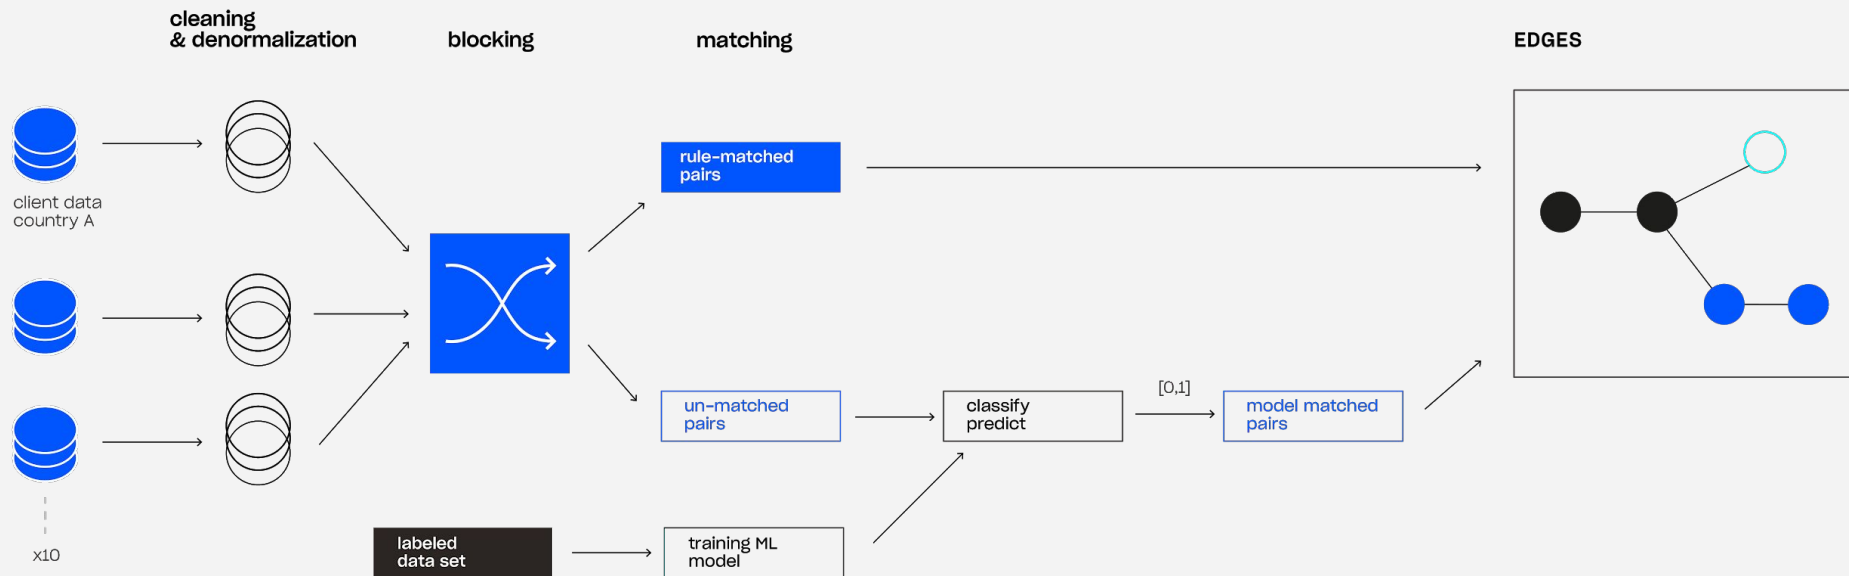 cleaning
& denormalization
blocking
matching
EDGES
client data
country A
rule-matched
pairs
un-matched
pairs
classify
predict
[0,1]
model matched
pairs
x10
labeled
data set
training ML
model